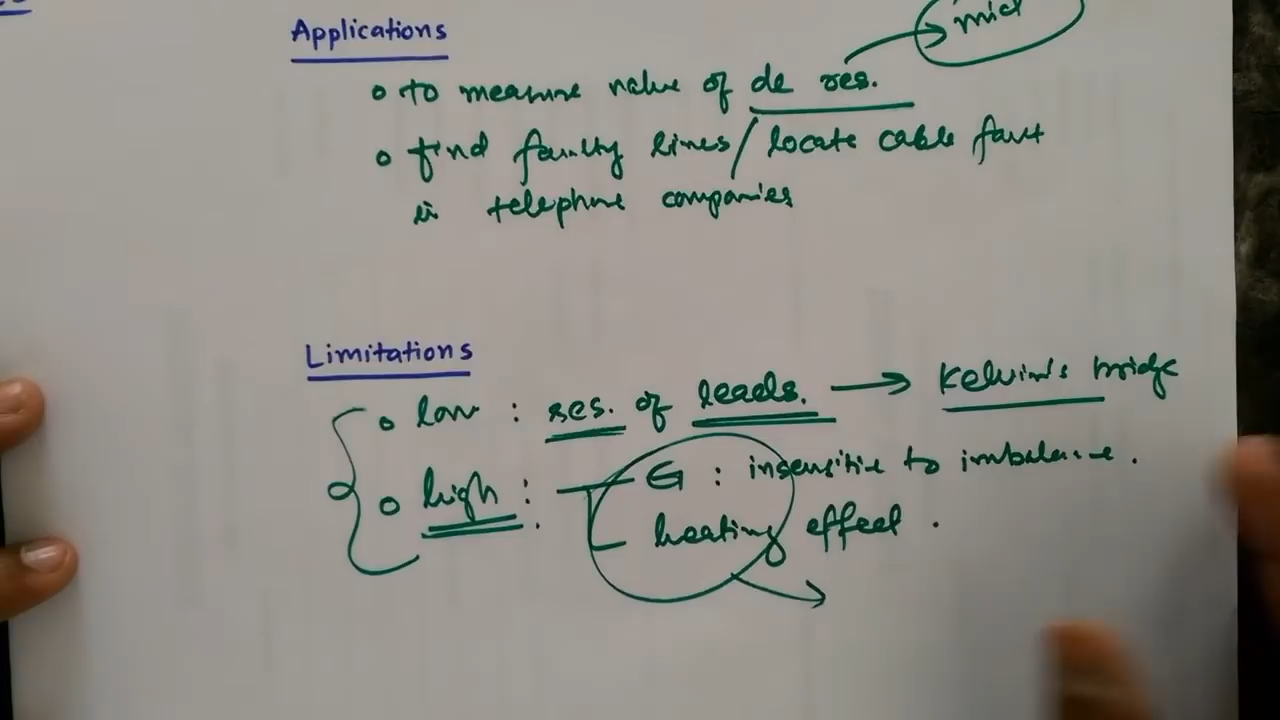 mid
Applications
o to measure value of dc res.
o find faulty lines / locate cable fault
in telephone companies
Limitations
o low : res. of leads. → Kelvin's bridge
o high : G : insensitive to imbalance.
heating effect.